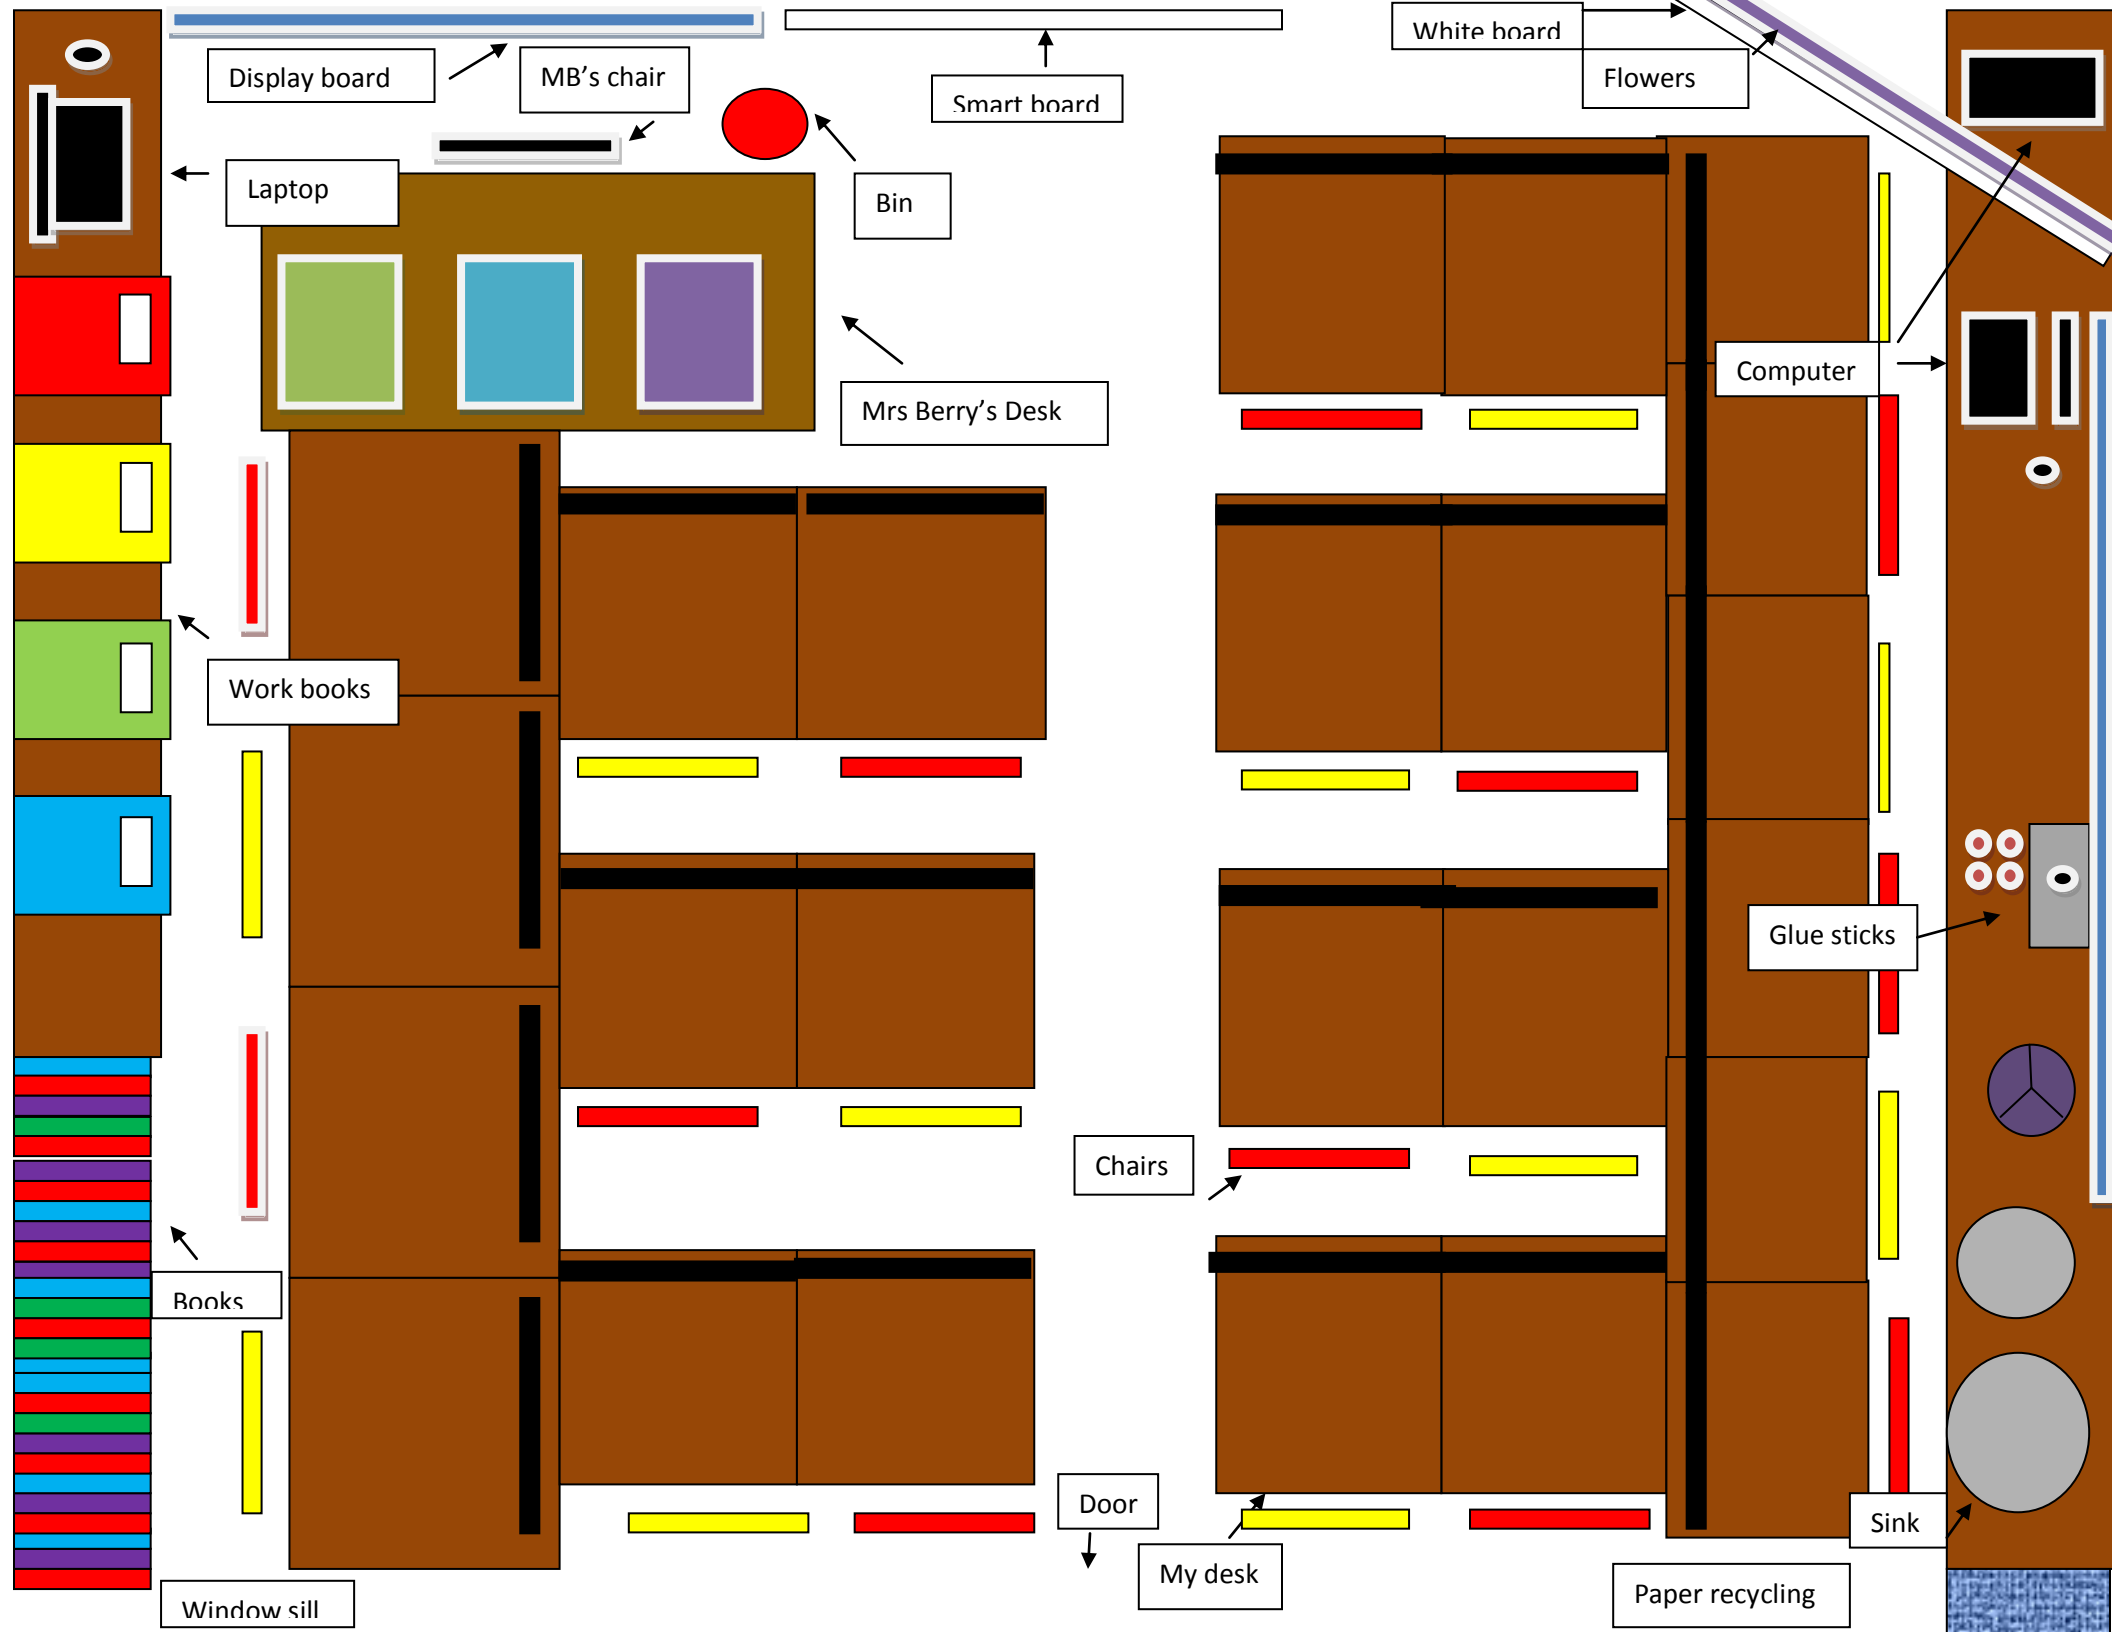 White board
Display board
MB's chair
Flowers
Smart board
Laptop
Bin
Computer
Mrs Berry's Desk
Work books
Glue sticks
Chairs
Books
Door
Sink
My desk
Paper recycling
Window sill